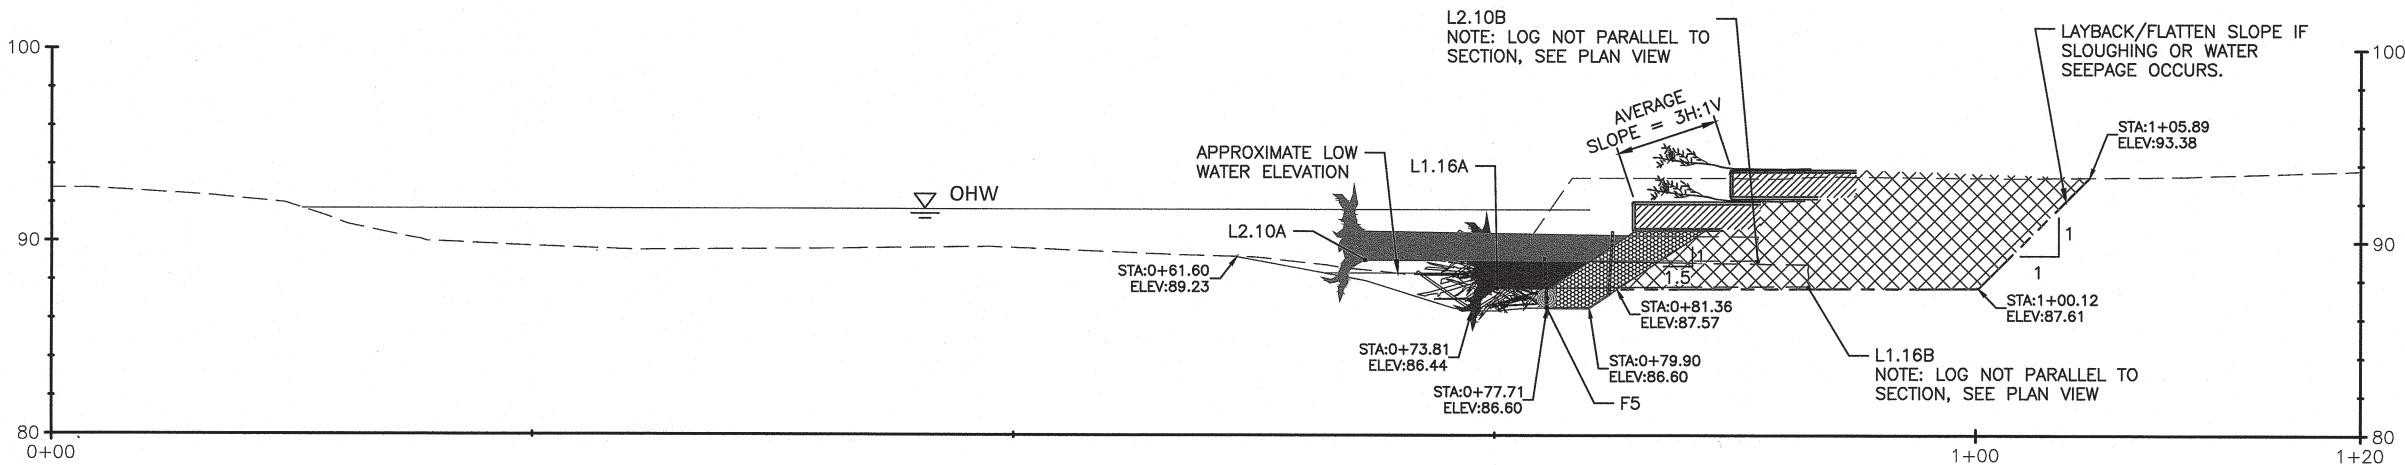 L2.10B
NOTE: LOG NOT PARALLEL TO
SECTION, SEE PLAN VIEW
LAYBACK/FLATTEN SLOPE IF
SLOUGHING OR WATER
SEEPAGE OCCURS.
100
100
AVERAGE
SLOPE = 3H:1V
STA:1+05.89
ELEV:93.38
APPROXIMATE LOW
WATER ELEVATION
L1.16A
OHW
L2.10A
90
90
STA:0+61.60
ELEV:89.23
1
1.5
1
1
STA:0+81.36
ELEV:87.57
STA:1+00.12
ELEV:87.61
STA:0+73.81
ELEV:86.44
STA:0+79.90
ELEV:86.60
L1.16B
NOTE: LOG NOT PARALLEL TO
SECTION, SEE PLAN VIEW
STA:0+77.71
ELEV:86.60
F5
80
80
0+00
1+00
1+20